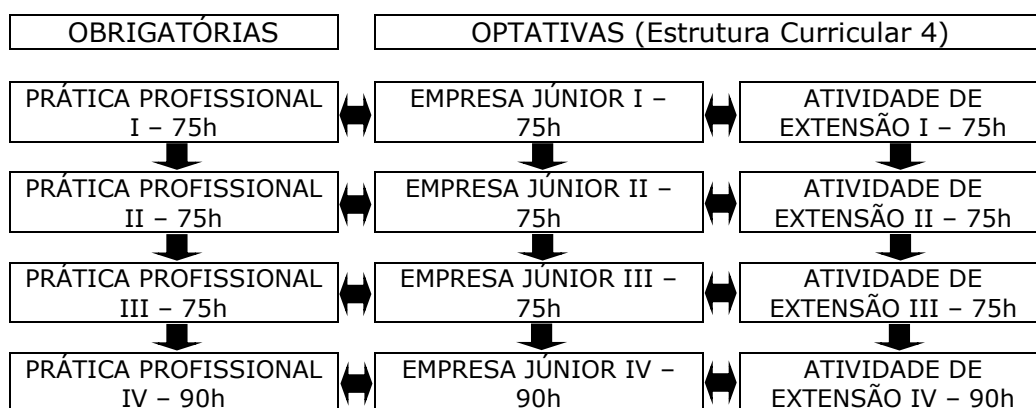 OBRIGATÓRIAS
OPTATIVAS (Estrutura Curricular 4)
PRÁTICA PROFISSIONAL
I – 75h
EMPRESA JÚNIOR I –
75h
ATIVIDADE DE
EXTENSÃO I – 75h
PRÁTICA PROFISSIONAL
II – 75h
EMPRESA JÚNIOR II –
75h
ATIVIDADE DE
EXTENSÃO II – 75h
PRÁTICA PROFISSIONAL
III – 75h
EMPRESA JÚNIOR III –
75h
ATIVIDADE DE
EXTENSÃO III – 75h
PRÁTICA PROFISSIONAL
IV – 90h
EMPRESA JÚNIOR IV –
90h
ATIVIDADE DE
EXTENSÃO IV – 90h